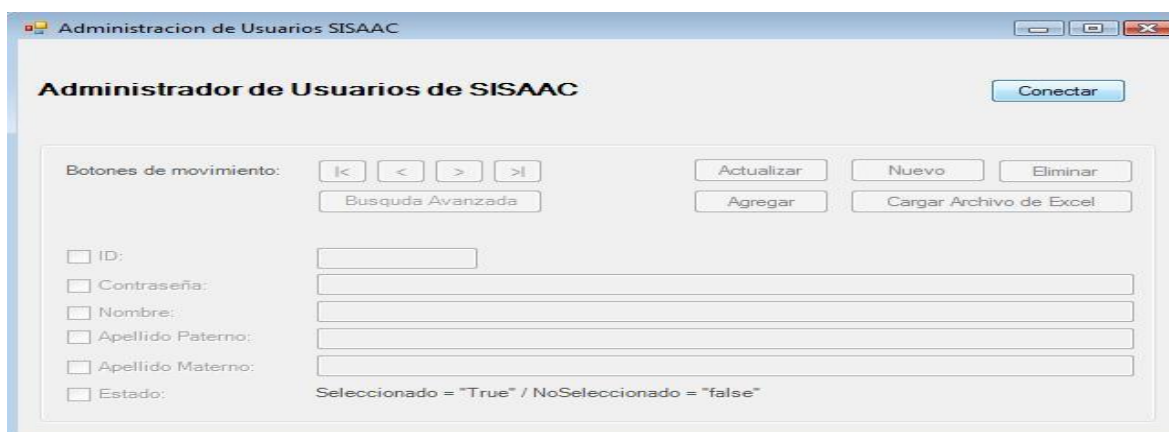 Administracion de Usuarios SISAAC
Administrador de Usuarios de SISAAC
Conectar
Botones de movimiento: |< < > >| Actualizar Nuevo Eliminar
Busquda Avanzada Agregar Cargar Archivo de Excel
ID:
Contraseña:
Nombre:
Apellido Paterno:
Apellido Materno:
Estado: Seleccionado = "True" / NoSeleccionado = "false"